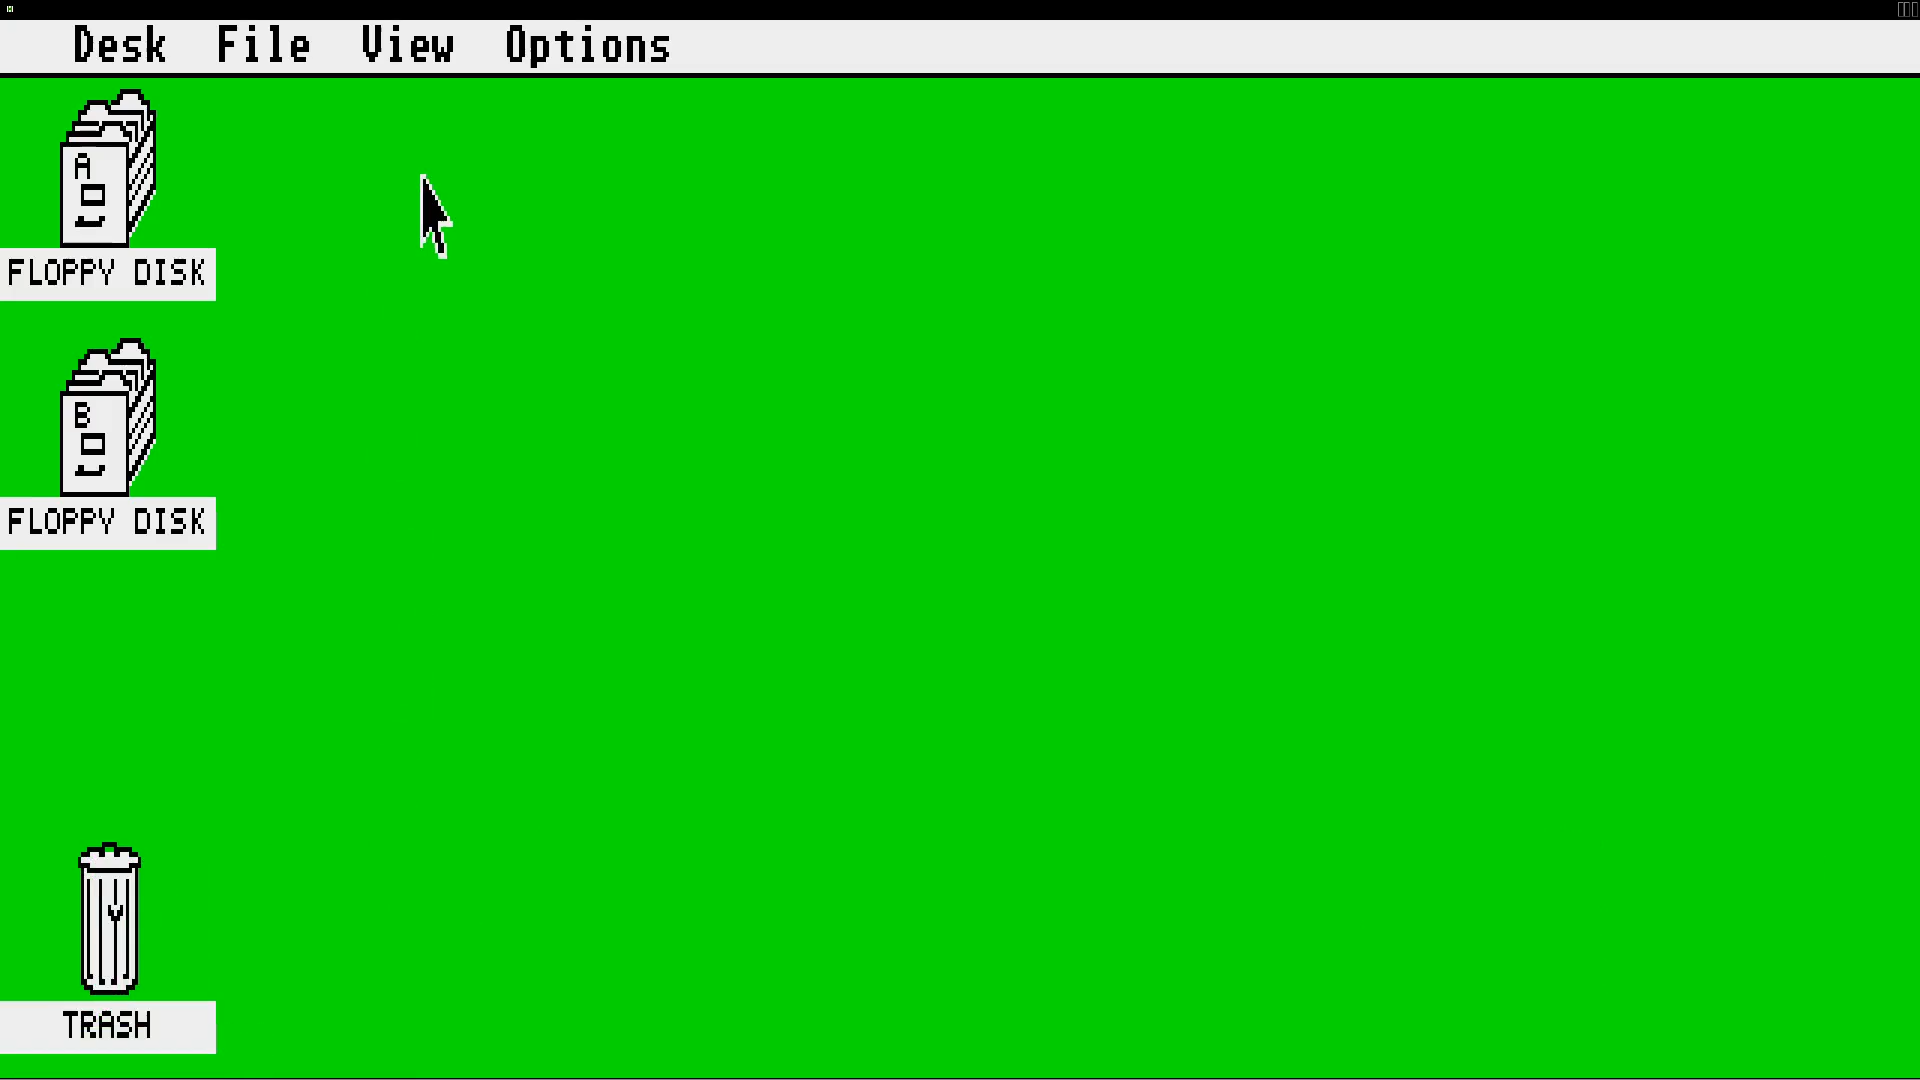 Desk File View Options
A
FLOPPY DISK
B
FLOPPY DISK
TRASH